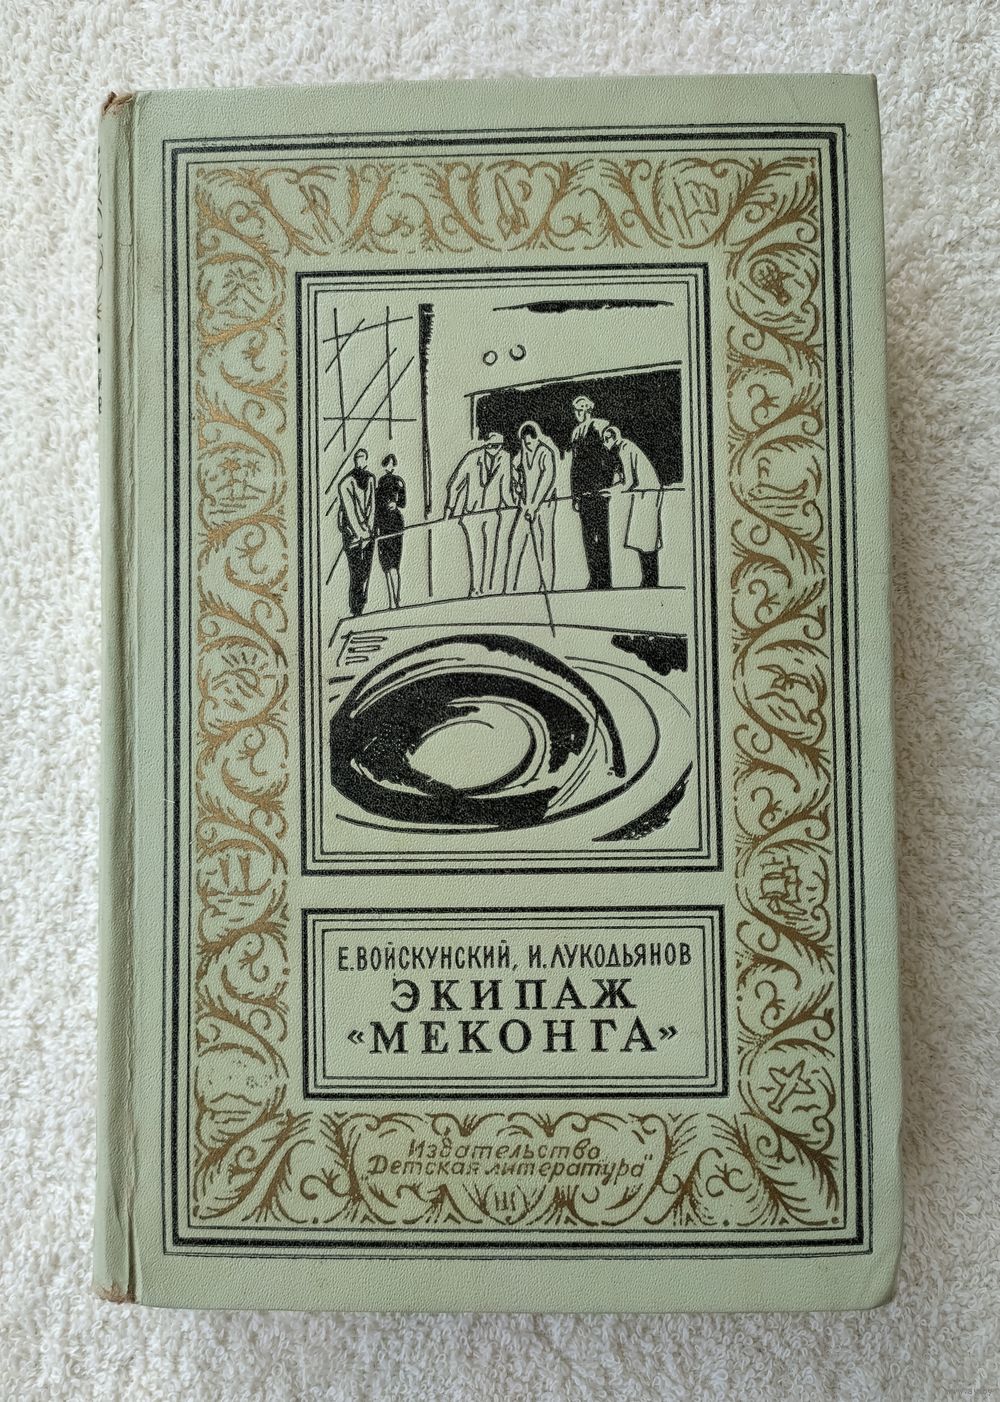 Е. ВОЙСКУНСКИЙ, И. ЛУКОДЬЯНОВ
ЭКИПАЖ
«МЕКОНГА»
Издательство
"Детская литература"